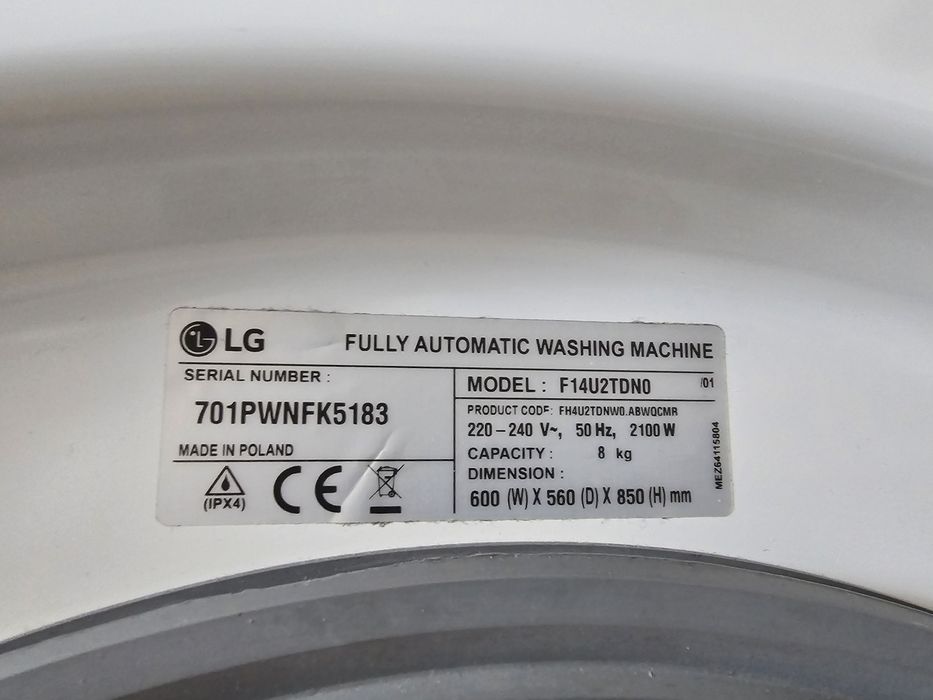 LG FULLY AUTOMATIC WASHING MACHINE
SERIAL NUMBER :
701PWNFK5183
MADE IN POLAND
(IPX4)
CE
MODEL : F14U2TDN0 /01
PRODUCT CODE: FH4U2TDNW0.ABWQCMR
220-240 V~, 50 Hz, 2100 W
CAPACITY : 8 kg
DIMENSION :
600 (W) X 560 (D) X 850 (H) mm
MEZ64115804